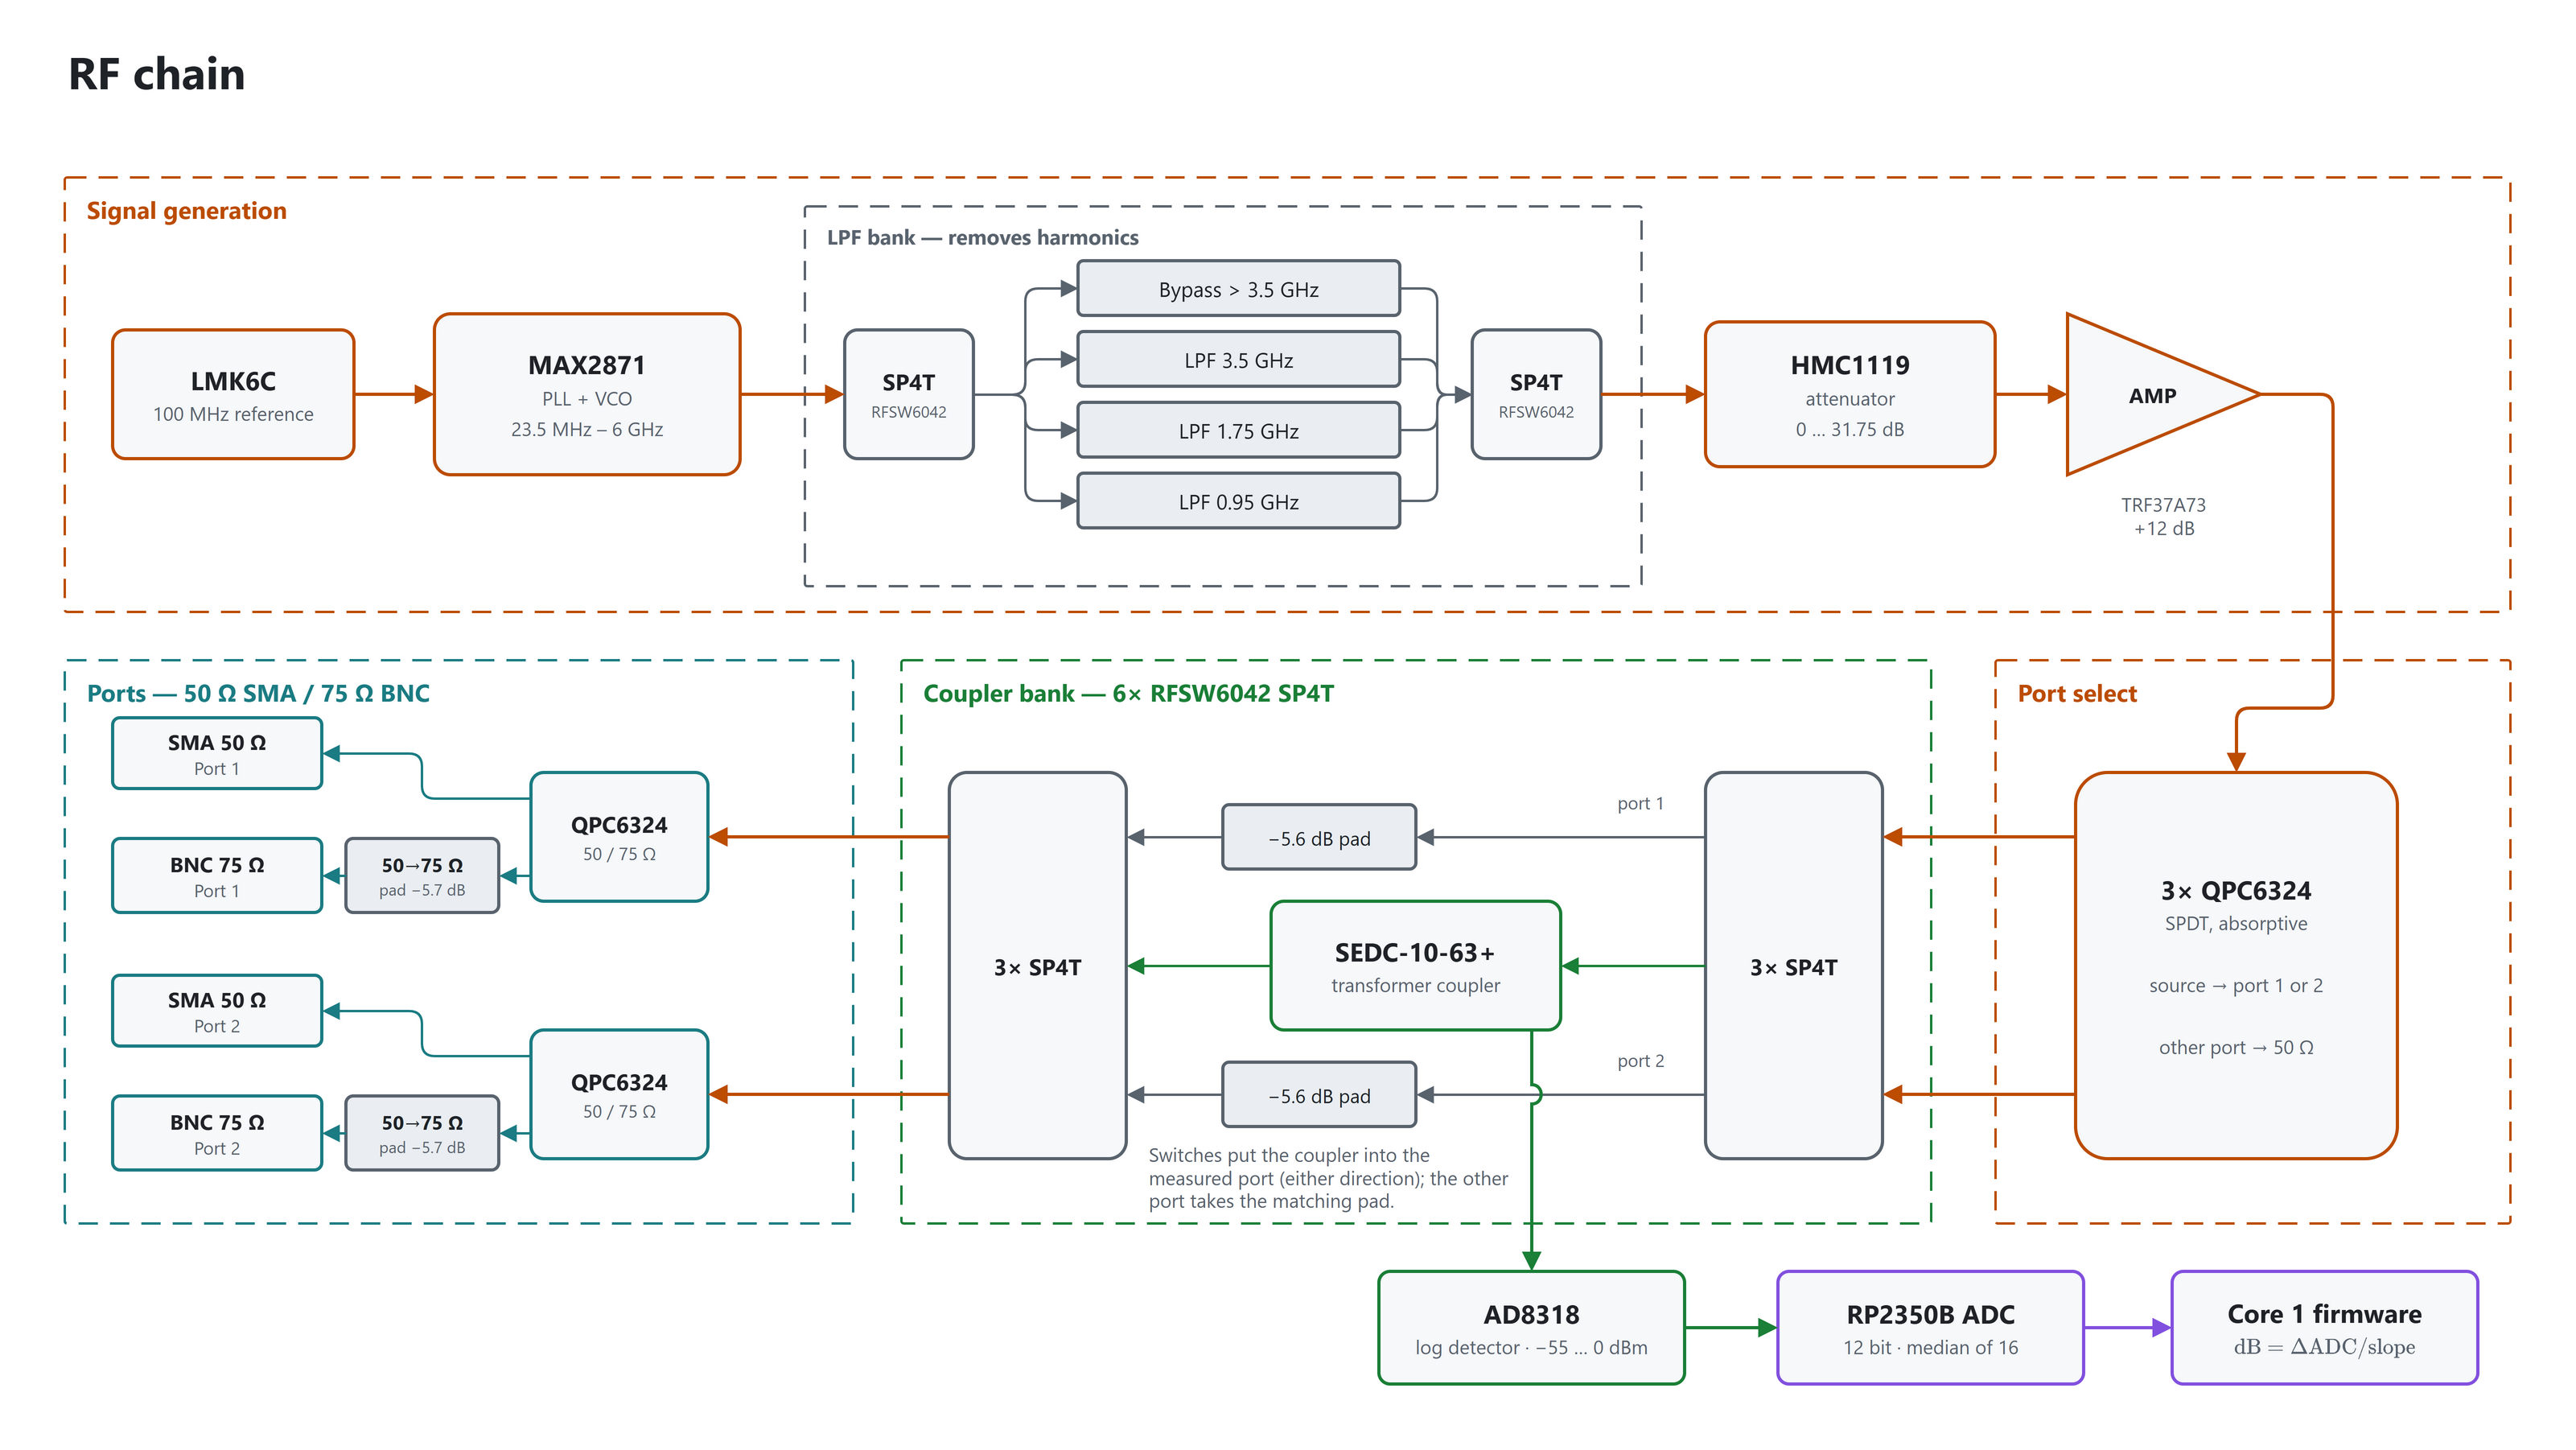 RF chain
Signal generation
LPF bank — removes harmonics
LMK6C
100 MHz reference
MAX2871
PLL + VCO
23.5 MHz – 6 GHz
SP4T
RFSW6042
Bypass > 3.5 GHz
LPF 3.5 GHz
LPF 1.75 GHz
LPF 0.95 GHz
SP4T
RFSW6042
HMC1119
attenuator
0 ... 31.75 dB
AMP
TRF37A73
+12 dB
Ports — 50 Ω SMA / 75 Ω BNC
SMA 50 Ω
Port 1
BNC 75 Ω
Port 1
50→75 Ω
pad −5.7 dB
QPC6324
50 / 75 Ω
SMA 50 Ω
Port 2
BNC 75 Ω
Port 2
50→75 Ω
pad −5.7 dB
QPC6324
50 / 75 Ω
Coupler bank — 6× RFSW6042 SP4T
3× SP4T
−5.6 dB pad
port 1
SEDC-10-63+
transformer coupler
−5.6 dB pad
port 2
3× SP4T
Switches put the coupler into the
measured port (either direction); the other
port takes the matching pad.
Port select
3× QPC6324
SPDT, absorptive
source → port 1 or 2
other port → 50 Ω
AD8318
log detector · −55 ... 0 dBm
RP2350B ADC
12 bit · median of 16
Core 1 firmware
dB = ΔADC/slope